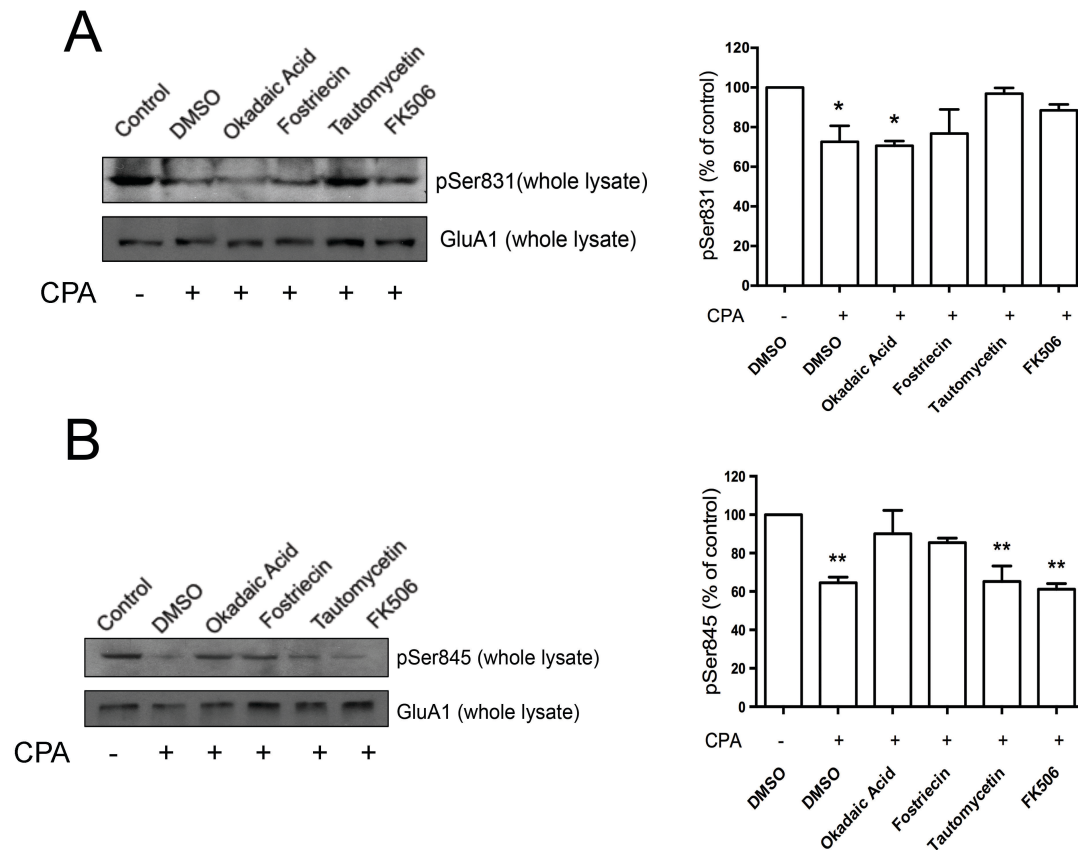 A
Control
DMSO
Okadaic Acid
Fostriecin
Tautomycetin
FK506
pSer831(whole lysate)
GluA1 (whole lysate)
CPA - + + + + +
pSer831 (% of control)
120
100
80
60
40
20
0
*
*
CPA - + + + + +
DMSO
DMSO
Okadaic Acid
Fostriecin
Tautomycetin
FK506
B
Control
DMSO
Okadaic Acid
Fostriecin
Tautomycetin
FK506
pSer845 (whole lysate)
GluA1 (whole lysate)
CPA - + + + + +
pSer845 (% of control)
120
100
80
60
40
20
0
**
**
**
CPA - + + + + +
DMSO
DMSO
Okadaic Acid
Fostriecin
Tautomycetin
FK506